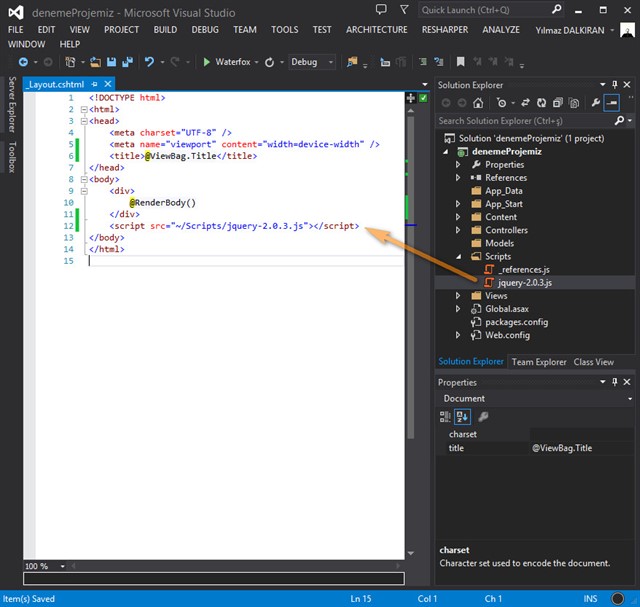 denemeProjemiz - Microsoft Visual Studio
Quick Launch (Ctrl+Q)
FILE EDIT VIEW PROJECT BUILD DEBUG TEAM TOOLS TEST ARCHITECTURE RESHARPER ANALYZE Yılmaz DALKIRAN
WINDOW HELP
Waterfox Debug
Server Explorer
Toolbox
_Layout.cshtml
1 <!DOCTYPE html>
2 <html>
3 <head>
4 <meta charset="UTF-8" />
5 <meta name="viewport" content="width=device-width" />
6 <title>@ViewBag.Title</title>
7 </head>
8 <body>
9 <div>
10 @RenderBody()
11 </div>
12 <script src="~/Scripts/jquery-2.0.3.js"></script>
13 </body>
14 </html>
15
100 %
Solution Explorer
Search Solution Explorer (Ctrl+ş)
Solution 'denemeProjemiz' (1 project)
denemeProjemiz
Properties
References
App_Data
App_Start
Content
Controllers
Models
Scripts
_references.js
jquery-2.0.3.js
Views
Global.asax
packages.config
Web.config
Solution Explorer Team Explorer Class View
Properties
Document
charset
title @ViewBag.Title
charset
Character set used to encode the document.
Item(s) Saved Ln 15 Col 1 Ch 1 INS